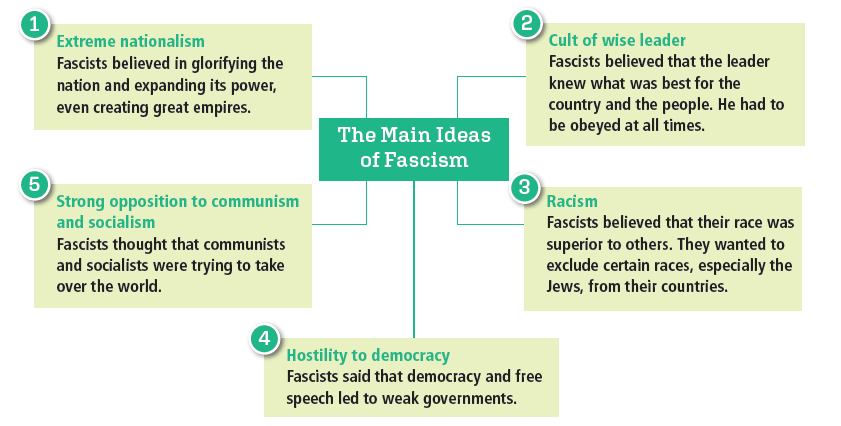 The Main Ideas
of Fascism
1
Extreme nationalism
Fascists believed in glorifying the
nation and expanding its power,
even creating great empires.
2
Cult of wise leader
Fascists believed that the leader
knew what was best for the
country and the people. He had to
be obeyed at all times.
3
Racism
Fascists believed that their race was
superior to others. They wanted to
exclude certain races, especially the
Jews, from their countries.
4
Hostility to democracy
Fascists said that democracy and free
speech led to weak governments.
5
Strong opposition to communism
and socialism
Fascists thought that communists
and socialists were trying to take
over the world.